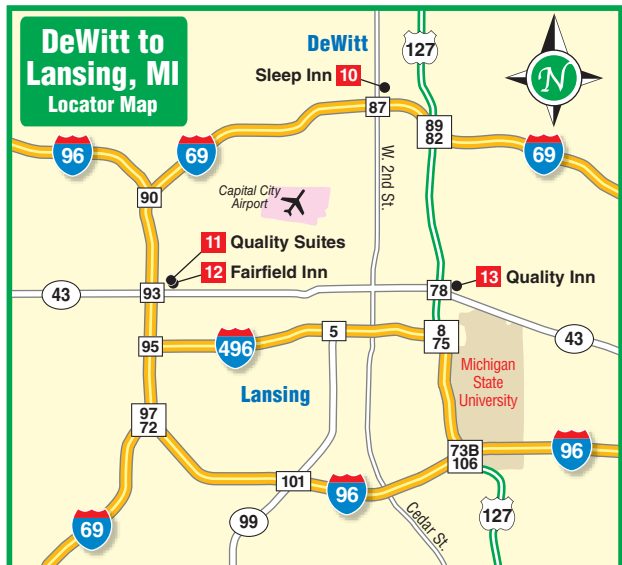 DeWitt to
Lansing, MI
Locator Map
DeWitt
127
N
Sleep Inn 10
87
89
82
96
69
69
W. 2nd St.
90
Capital City
Airport
11 Quality Suites
12 Fairfield Inn
13 Quality Inn
43
93
78
43
5
8
75
95
496
Michigan
State
University
Lansing
97
72
73B
106
96
101
96
99
Cedar St.
127
69